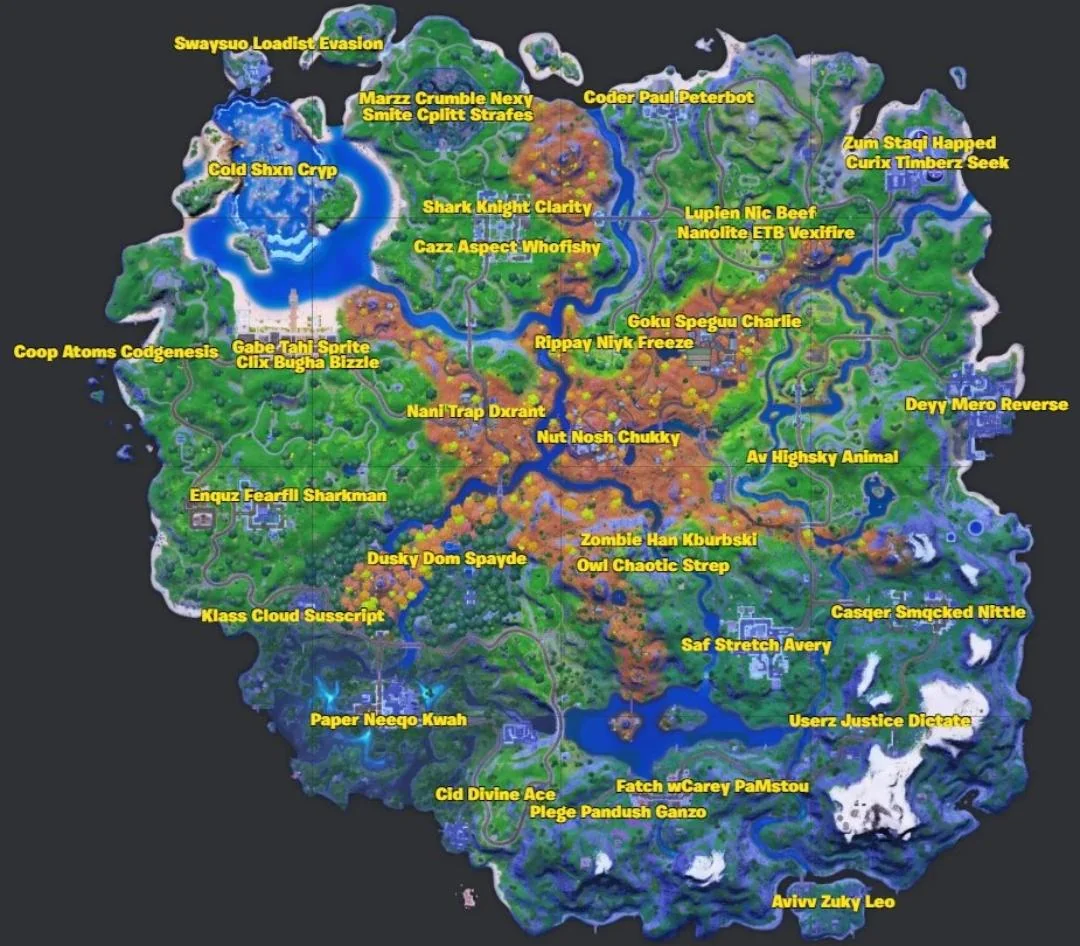 Swaysuo Loadist Evasion
Marzz Crumble Nexy
Smite Cplitt Strafes
Coder Paul Peterbot
Zum Staqi Happed
Curix Timberz Seek
Cold Shxn Cryp
Shark Knight Clarity
Lupien Nic Beef
Nanolite ETB Vexifire
Cazz Aspect Whofishy
Goku Speguu Charlie
Rippay Niyk Freeze
Coop Atoms Codgenesis
Gabe Tahi Sprite
Clix Bugha Bizzle
Deyy Mero Reverse
Nani Trap Dxrant
Nut Nosh Chukky
Av Highsky Animal
Enquz Fearfll Sharkman
Zombie Han Kburbski
Dusky Dom Spayde
Owl Chaotic Strep
Klass Cloud Susscript
Casqer Smqcked Nittle
Saf Stretch Avery
Paper Neeqo Kwah
Userz Justice Dictate
Fatch wCarey PaMstou
Cid Divine Ace
Plege Pandush Ganzo
Avivv Zuky Leo